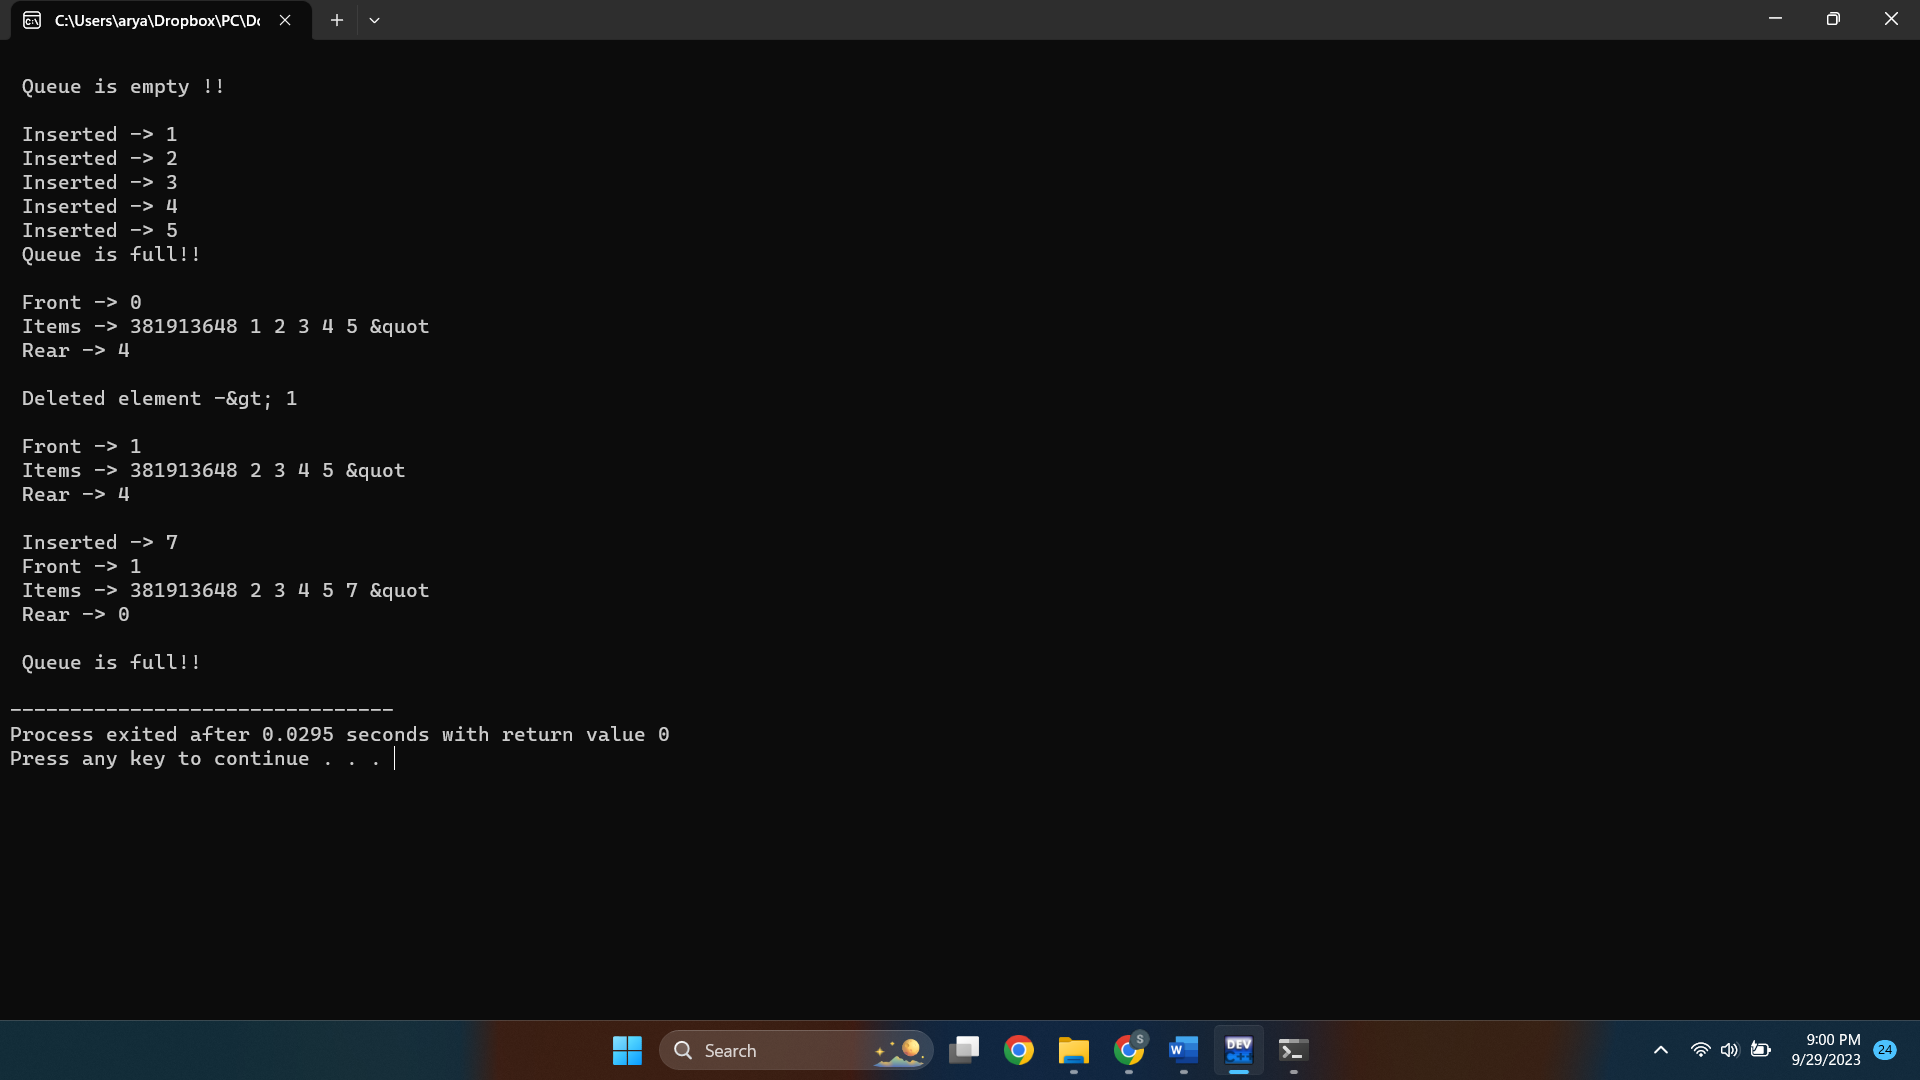 C:\Users\arya\Dropbox\PC\Do
Queue is empty !!
Inserted -> 1
Inserted -> 2
Inserted -> 3
Inserted -> 4
Inserted -> 5
Queue is full!!
Front -> 0
Items -> 381913648 1 2 3 4 5 &quot
Rear -> 4
Deleted element -&gt; 1
Front -> 1
Items -> 381913648 2 3 4 5 &quot
Rear -> 4
Inserted -> 7
Front -> 1
Items -> 381913648 2 3 4 5 7 &quot
Rear -> 0
Queue is full!!
--------------------------------
Process exited after 0.0295 seconds with return value 0
Press any key to continue . . .
Search
S
W
DEV
C++
9:00 PM
9/29/2023
24